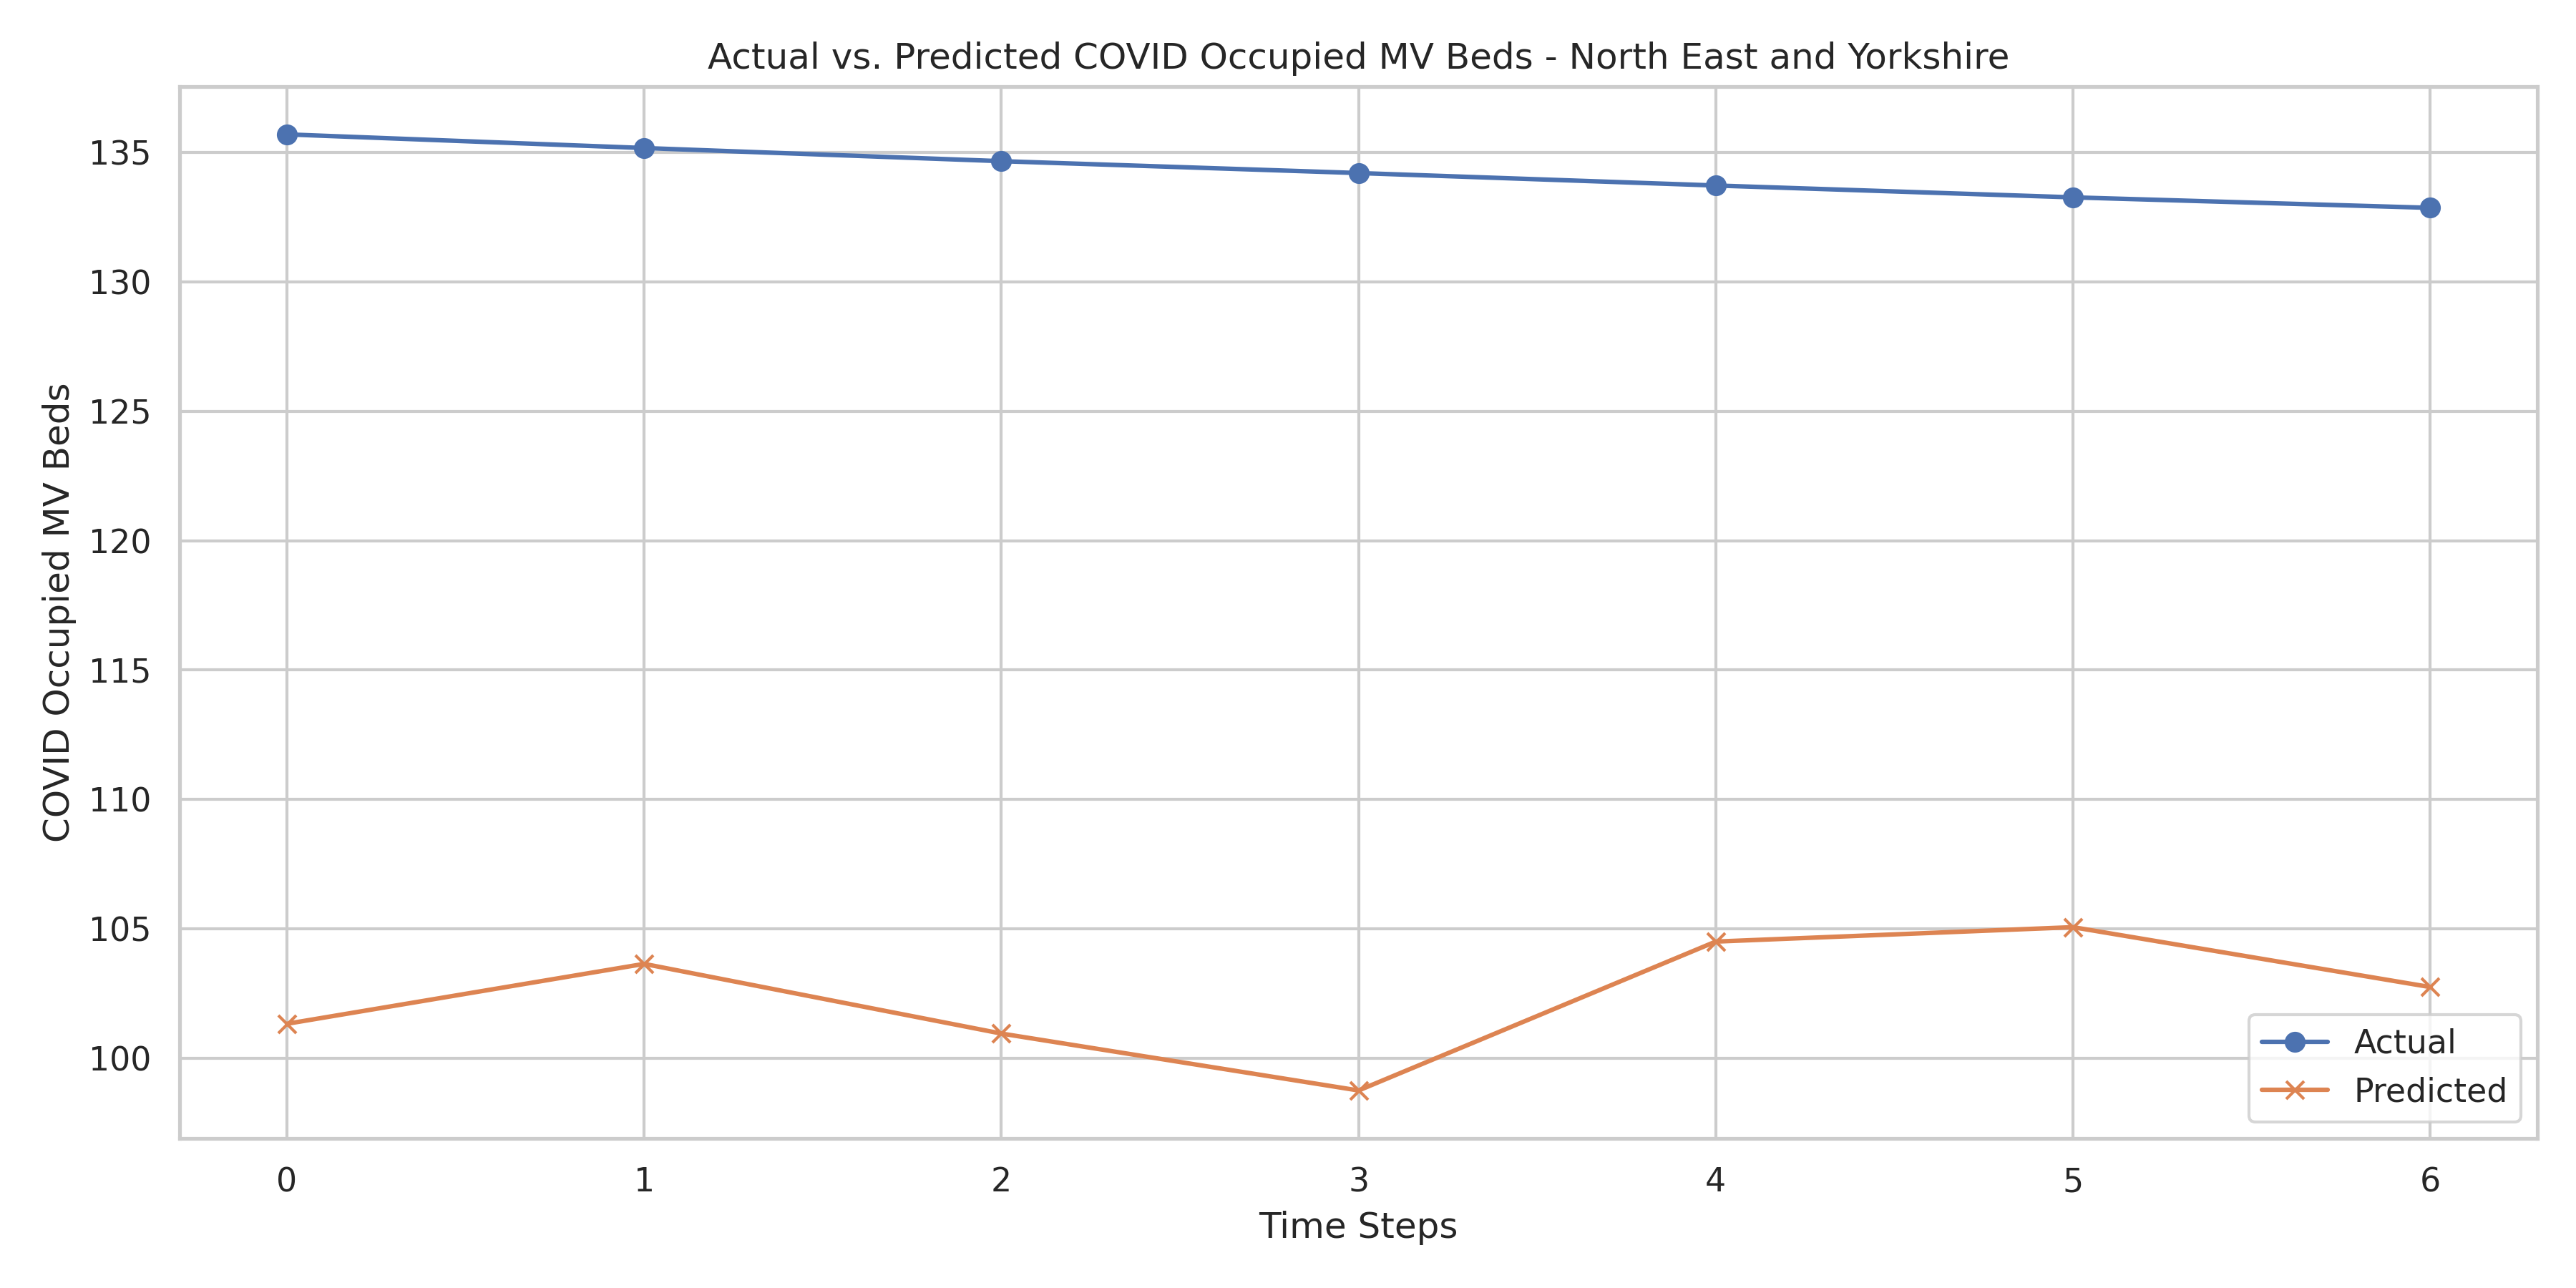 Actual vs. Predicted COVID Occupied MV Beds - North East and Yorkshire
COVID Occupied MV Beds
135
130
125
120
115
110
105
100
0 1 2 3 4 5 6
Time Steps
Actual
Predicted